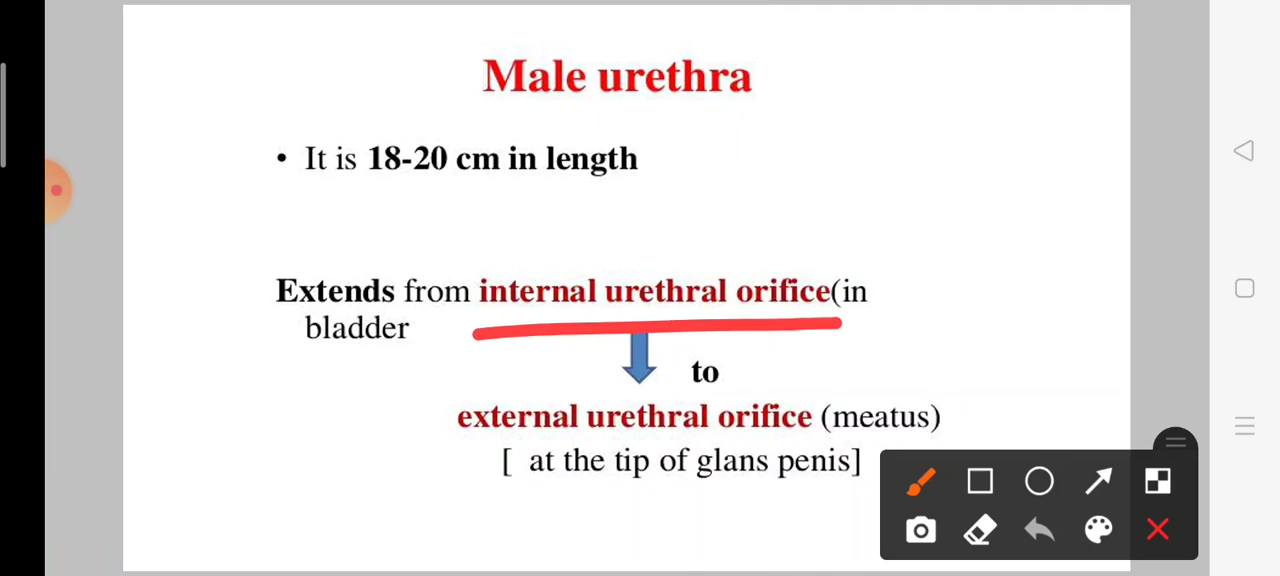 Male urethra
• It is 18-20 cm in length
Extends from internal urethral orifice(in
bladder
to
external urethral orifice (meatus)
[ at the tip of glans penis]